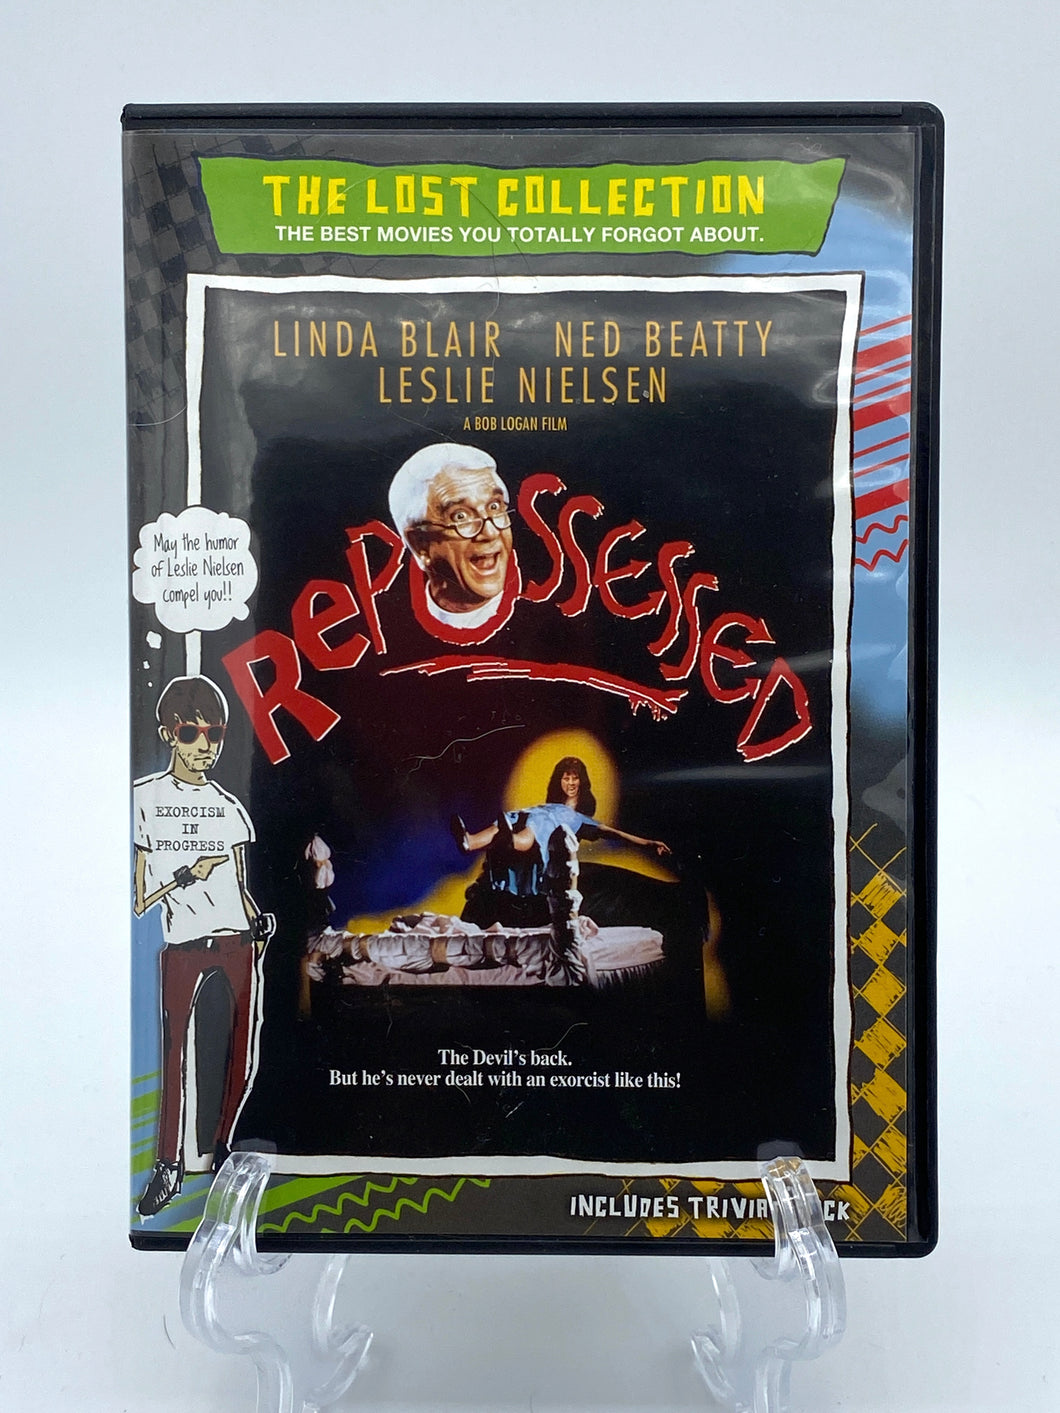 THE LOST COLLECTION
THE BEST MOVIES YOU TOTALLY FORGOT ABOUT.
LINDA BLAIR NED BEATTY
LESLIE NIELSEN
A BOB LOGAN FILM
RePOSSESSED
May the humor
of Leslie Nielsen
compel you!!
EXORCISM
IN
PROGRESS
The Devil's back.
But he's never dealt with an exorcist like this!
INCLUDES TRIVIA